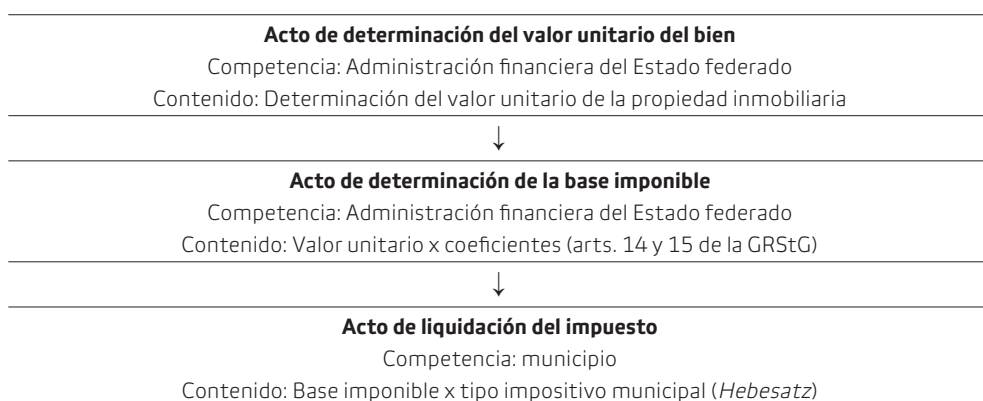 Acto de determinación del valor unitario del bien
Competencia: Administración financiera del Estado federado
Contenido: Determinación del valor unitario de la propiedad inmobiliaria
↓
Acto de determinación de la base imponible
Competencia: Administración financiera del Estado federado
Contenido: Valor unitario x coeficientes (arts. 14 y 15 de la GRStG)
↓
Acto de liquidación del impuesto
Competencia: municipio
Contenido: Base imponible x tipo impositivo municipal (Hebesatz)